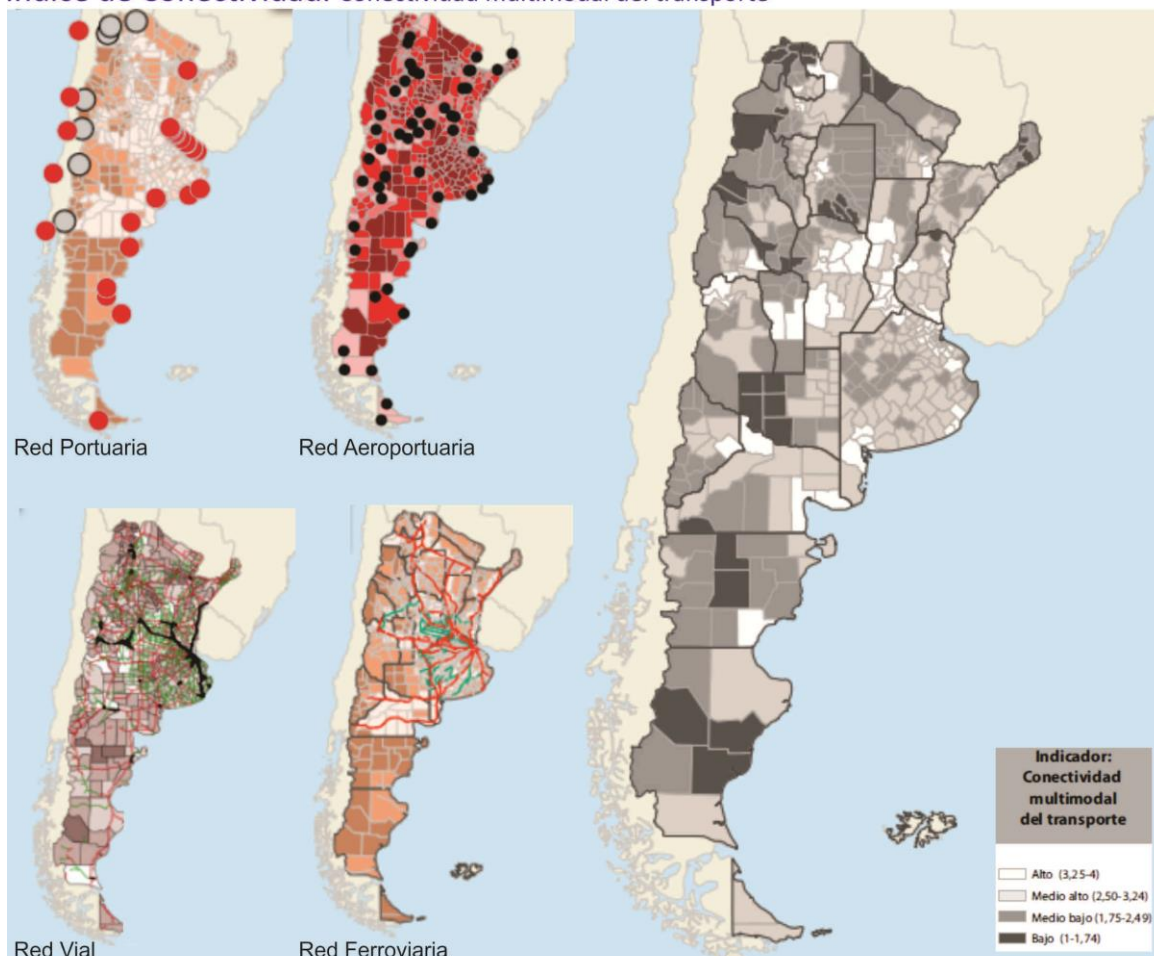 Índice de conectividad: Conectividad multimodal del transporte
Red Portuaria
Red Aeroportuaria
Red Vial
Red Ferroviaria
Indicador:
Conectividad
multimodal
del transporte
Alto (3,25-4)
Medio alto (2,50-3,24)
Medio bajo (1,75-2,49)
Bajo (1-1,74)